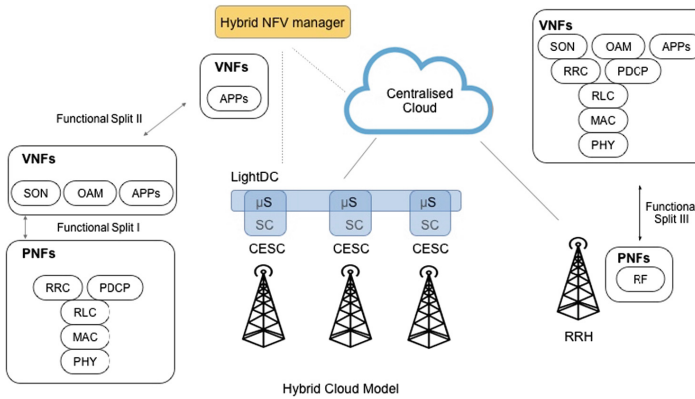 Hybrid NFV manager
VNFs
APPs
Functional Split II
VNFs
SON OAM APPs
Functional Split I
PNFs
RRC PDCP
RLC
MAC
PHY
Centralised
Cloud
LightDC
µS µS µS
SC SC SC
CESC CESC CESC
VNFs
SON OAM APPs
RRC PDCP
RLC
MAC
PHY
Functional
Split III
PNFs
RF
RRH
Hybrid Cloud Model